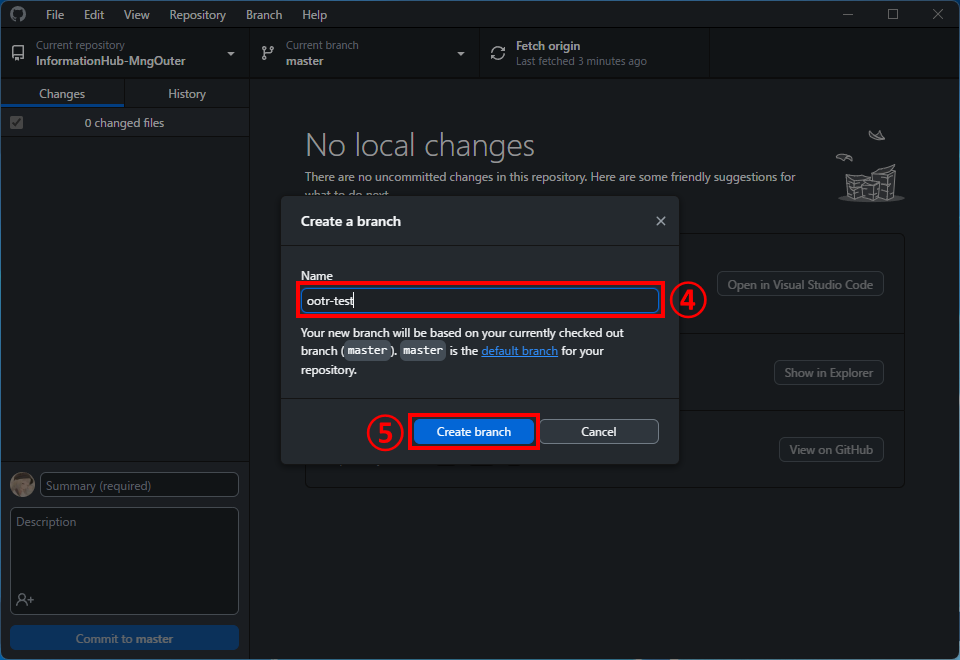 File Edit View Repository Branch Help
Current repository
InformationHub-MngOuter
Current branch
master
Fetch origin
Last fetched 3 minutes ago
Changes
History
0 changed files
No local changes
There are no uncommitted changes in this repository. Here are some friendly suggestions for
what to do next.
Create a branch
Name
ootr-test
④
Your new branch will be based on your currently checked out
branch (master). master is the default branch for your
repository.
⑤
Create branch
Cancel
Open in Visual Studio Code
Show in Explorer
View on GitHub
Summary (required)
Description
Commit to master